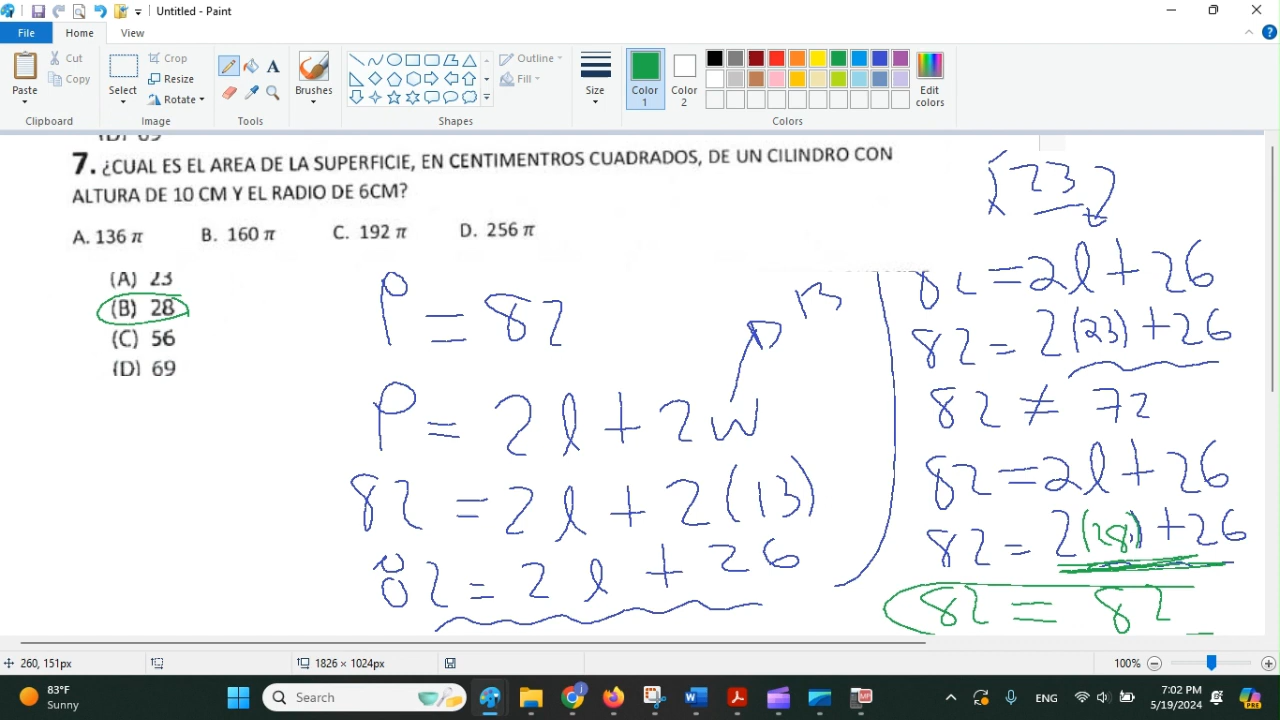 Untitled - Paint
File Home View
Paste
Cut
Copy
Clipboard
Select
Crop
Resize
Rotate
Image
Tools
Brushes
Shapes
Outline
Fill
Size
Color 1
Color 2
Edit colors
Colors
(D) 69
7. ¿CUAL ES EL AREA DE LA SUPERFICIE, EN CENTIMENTROS CUADRADOS, DE UN CILINDRO CON
ALTURA DE 10 CM Y EL RADIO DE 6CM?
A. 136 π B. 160 π C. 192 π D. 256 π
(A) 23
(B) 28
(C) 56
(D) 69
P = 82
13
P = 2l + 2w
82 = 2l + 2(13)
82 = 2l + 26
23
82 = 2l + 26
82 = 2(23) + 26
82 ≠ 72
82 = 2l + 26
82 = 2(28) + 26
82 = 82
260, 151px
1826 × 1024px
100%
83°F
Sunny
Search
ENG
7:02 PM
5/19/2024
PRE